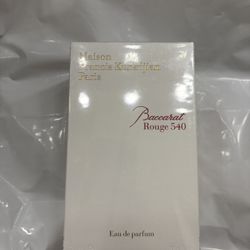 Maison
Francis Kurkdjian
Paris
Baccarat
Rouge 540
Eau de parfum